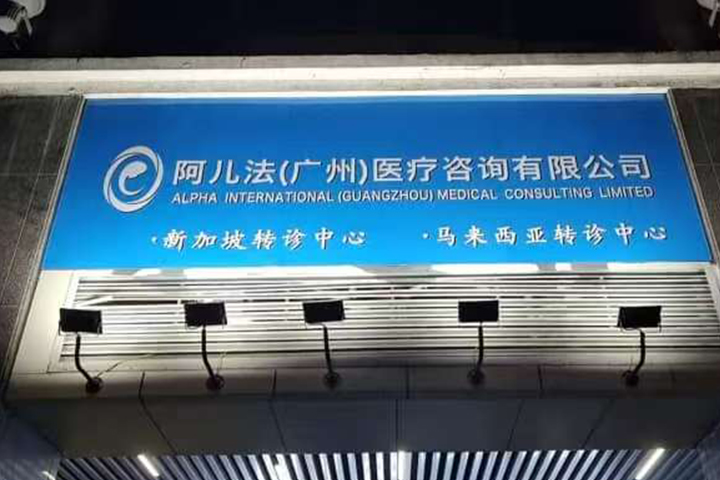 阿儿法(广州)医疗咨询有限公司
ALPHA INTERNATIONAL (GUANGZHOU) MEDICAL CONSULTING LIMITED
·新加坡转诊中心 ·马来西亚转诊中心